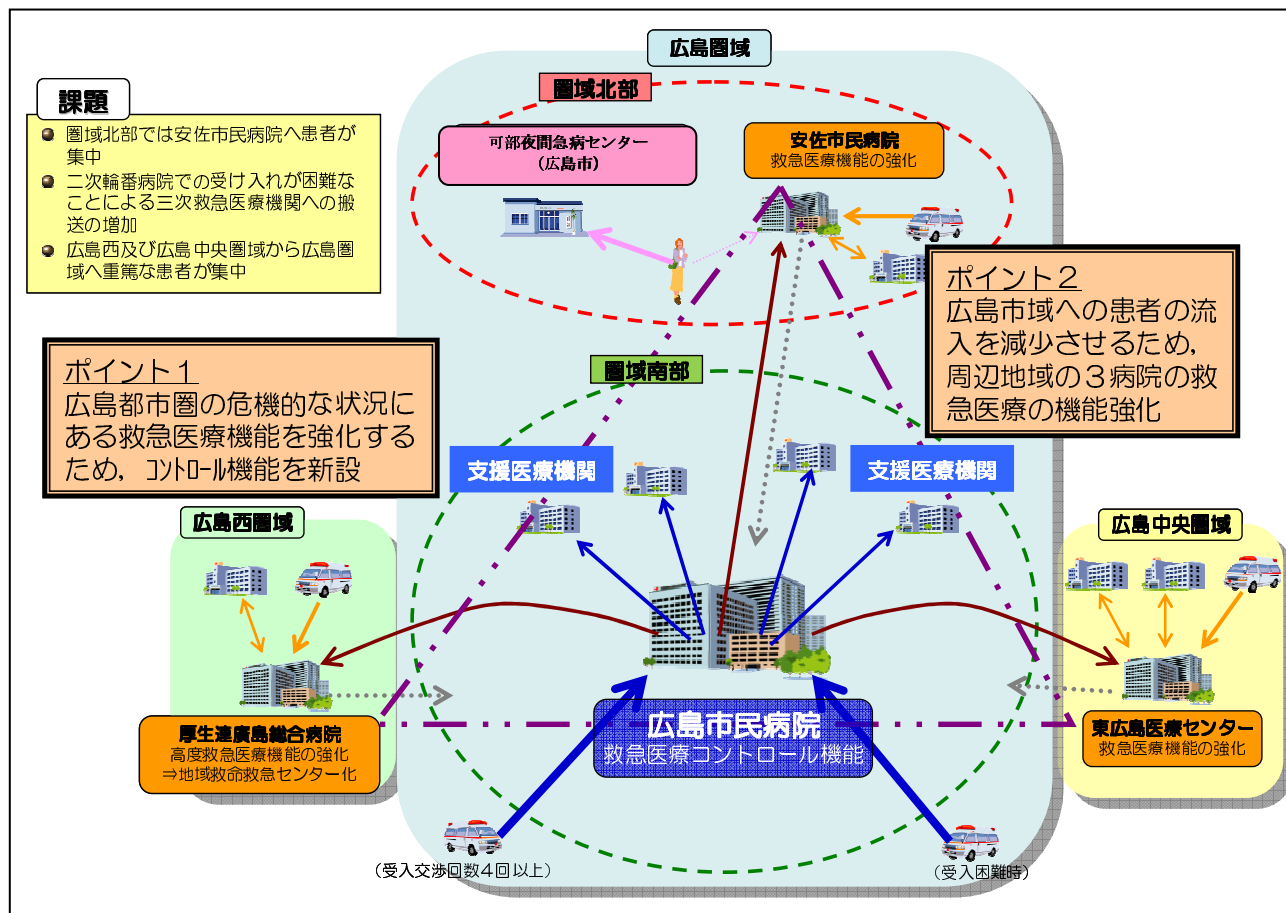 広島圏域
圏域北部
課題
圏域北部では安佐市民病院へ患者が
集中
二次輪番病院での受け入れが困難な
ことによる三次救急医療機関への搬
送の増加
広島西及び広島中央圏域から広島圏
域へ重篤な患者が集中
可部夜間急病センター
（広島市）
安佐市民病院
救急医療機能の強化
ポイント１
広島都市圏の危機的な状況に
ある救急医療機能を強化する
ため，コントロール機能を新設
ポイント２
広島市域への患者の流
入を減少させるため，
周辺地域の３病院の救
急医療の機能強化
圏域南部
支援医療機関
支援医療機関
広島西圏域
広島中央圏域
厚生連廣島総合病院
高度救急医療機能の強化
⇒地域救命救急センター化
広島市民病院
救急医療コントロール機能
東広島医療センター
救急医療機能の強化
（受入交渉回数４回以上）
（受入困難時）